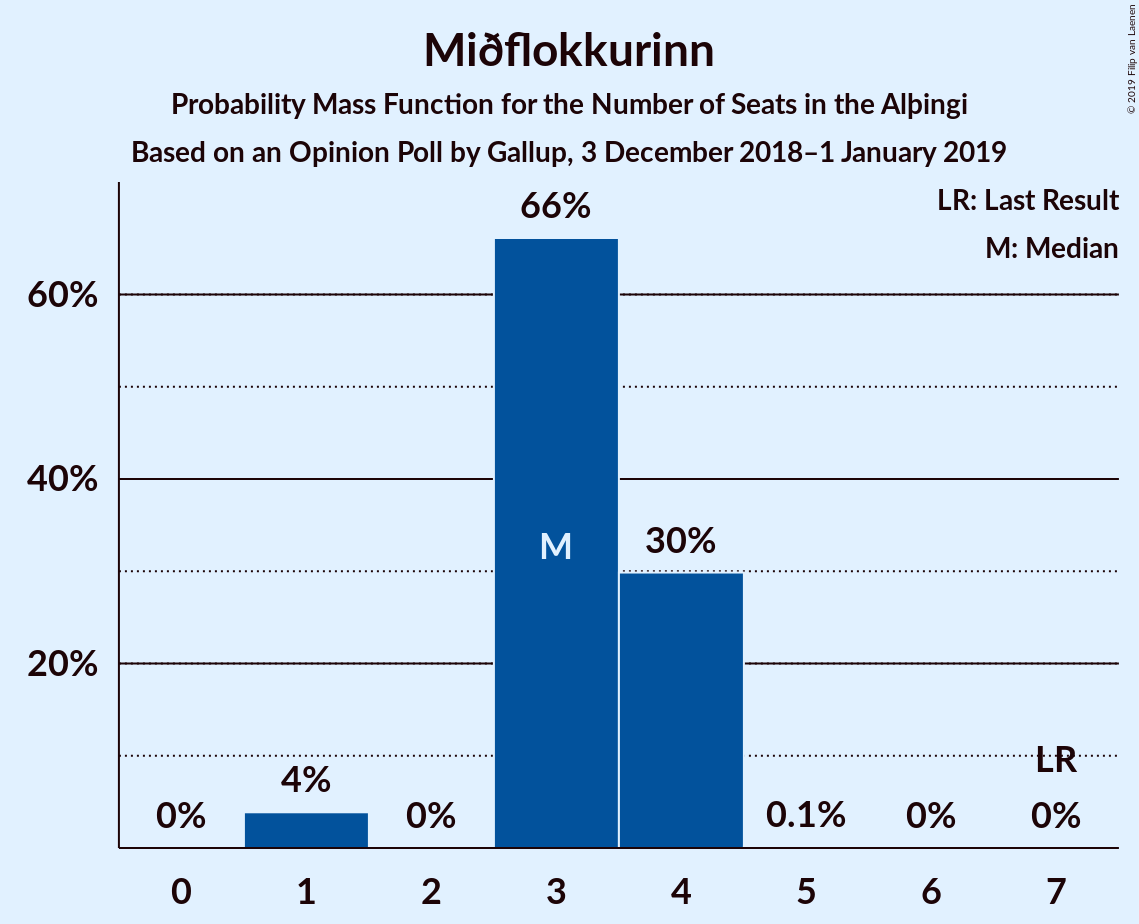 Miðflokkurinn
Probability Mass Function for the Number of Seats in the Alþingi
Based on an Opinion Poll by Gallup, 3 December 2018–1 January 2019
© 2019 Filip van Laenen
LR: Last Result
M: Median
66%
60%
40%
M
30%
20%
LR
0%
4%
0%
0.1%
0%
0%
0 1 2 3 4 5 6 7